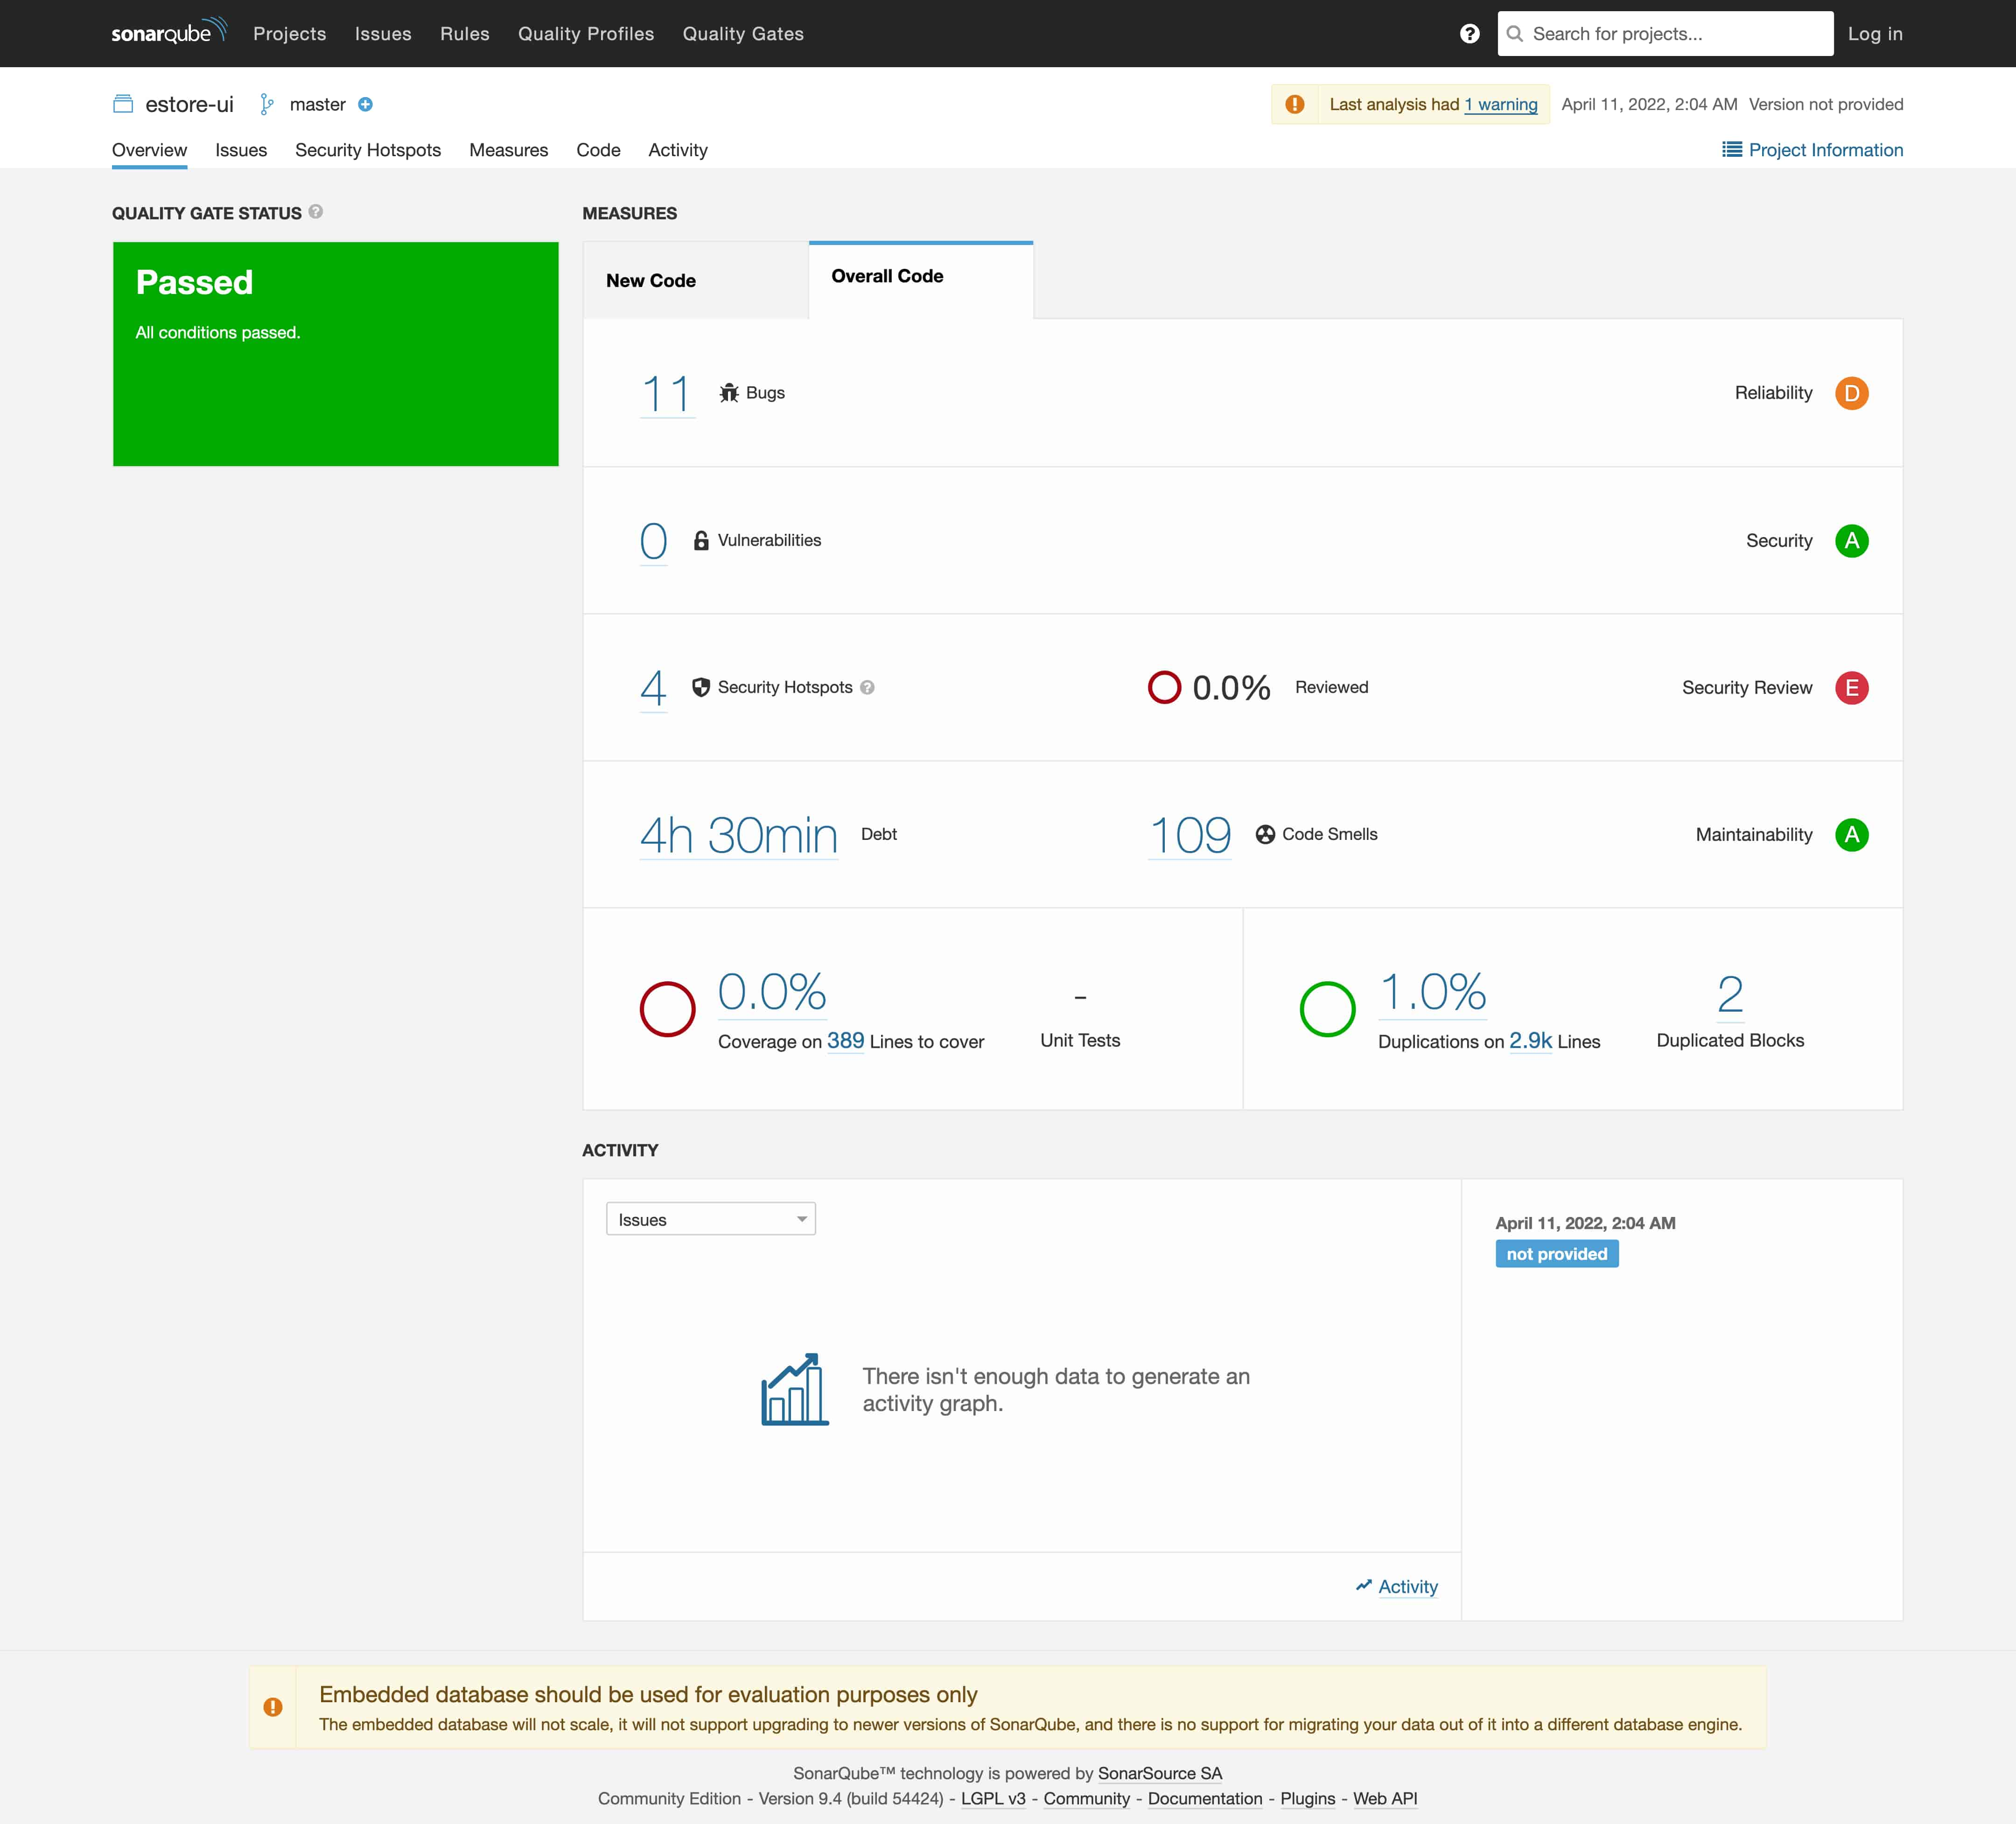 sonarqube Projects Issues Rules Quality Profiles Quality Gates ? Search for projects... Log in
estore-ui master Last analysis had 1 warning April 11, 2022, 2:04 AM Version not provided
Overview Issues Security Hotspots Measures Code Activity Project Information
QUALITY GATE STATUS ?
Passed
All conditions passed.
MEASURES
New Code Overall Code
11 Bugs Reliability D
0 Vulnerabilities Security A
4 Security Hotspots ? 0.0% Reviewed Security Review E
4h 30min Debt 109 Code Smells Maintainability A
0.0%
Coverage on 389 Lines to cover
-
Unit Tests
1.0%
Duplications on 2.9k Lines
2
Duplicated Blocks
ACTIVITY
Issues
There isn't enough data to generate an
activity graph.
Activity
April 11, 2022, 2:04 AM
not provided
Embedded database should be used for evaluation purposes only
The embedded database will not scale, it will not support upgrading to newer versions of SonarQube, and there is no support for migrating your data out of it into a different database engine.
SonarQube™ technology is powered by SonarSource SA
Community Edition - Version 9.4 (build 54424) - LGPL v3 - Community - Documentation - Plugins - Web API